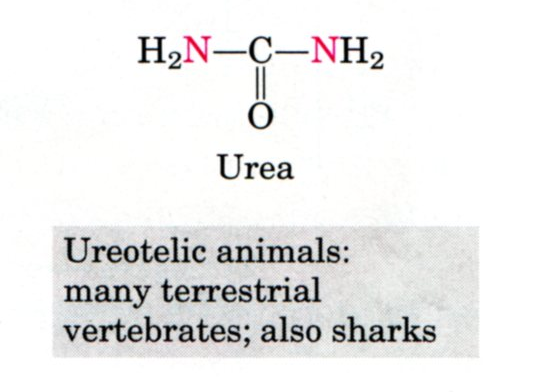 H₂N—C—NH₂
||
O
Urea
Ureotelic animals:
many terrestrial
vertebrates; also sharks